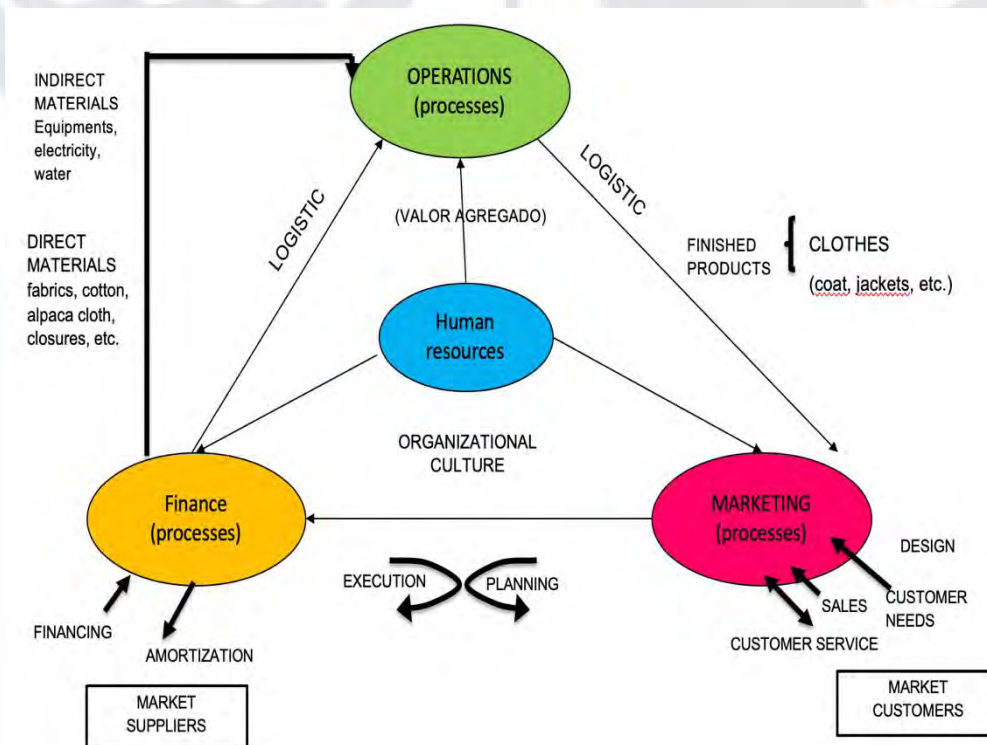 OPERATIONS
(processes)
INDIRECT
MATERIALS
Equipments,
electricity,
water
LOGISTIC
LOGISTIC
(VALOR AGREGADO)
DIRECT
MATERIALS
fabrics, cotton,
alpaca cloth,
closures, etc.
FINISHED
PRODUCTS
CLOTHES
(coat, jackets, etc.)
Human
resources
ORGANIZATIONAL
CULTURE
Finance
(processes)
MARKETING
(processes)
EXECUTION
PLANNING
FINANCING
AMORTIZATION
DESIGN
SALES
CUSTOMER
NEEDS
CUSTOMER SERVICE
MARKET
SUPPLIERS
MARKET
CUSTOMERS